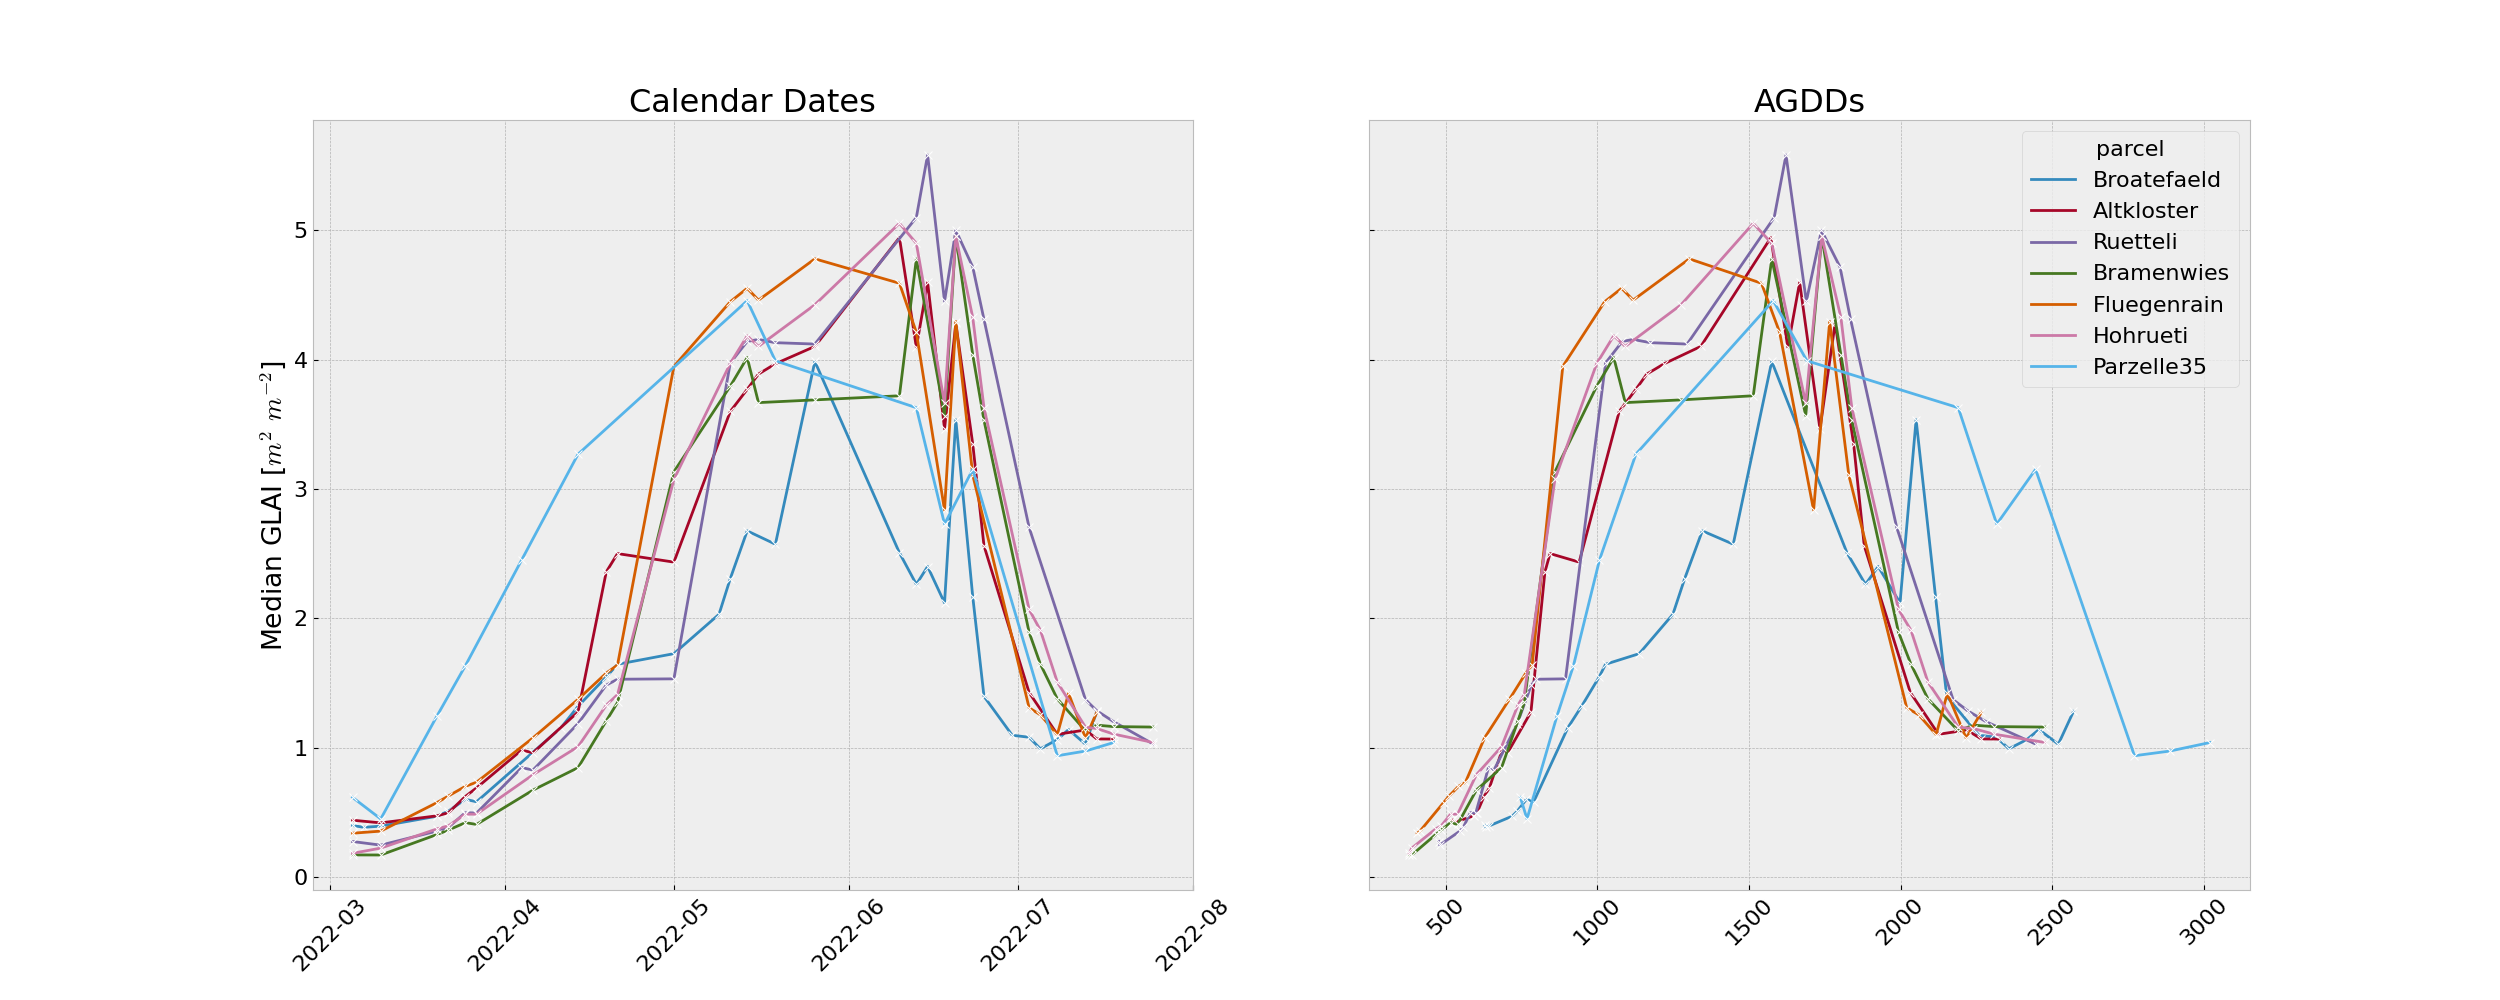 Calendar Dates
Median GLAI [m² m⁻²]
5
4
3
2
1
0
2022-03
2022-04
2022-05
2022-06
2022-07
2022-08
AGDDs
parcel
Broatefaeld
Altkloster
Ruetteli
Bramenwies
Fluegenrain
Hohrueti
Parzelle35
500
1000
1500
2000
2500
3000